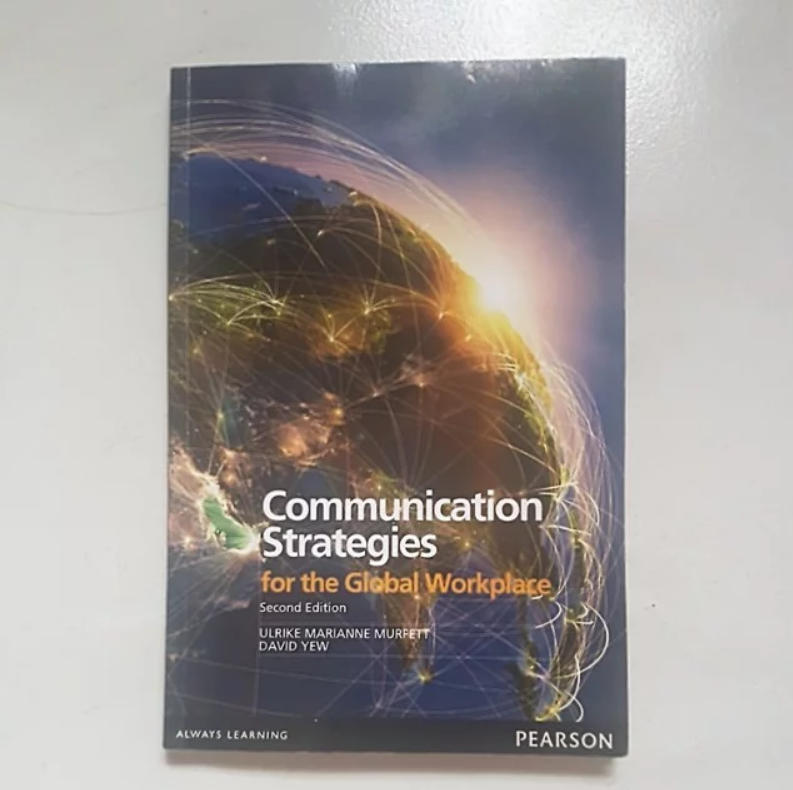 Communication
Strategies
for the Global Workplace
Second Edition
ULRIKE MARIANNE MURFETT
DAVID YEW
ALWAYS LEARNING
PEARSON